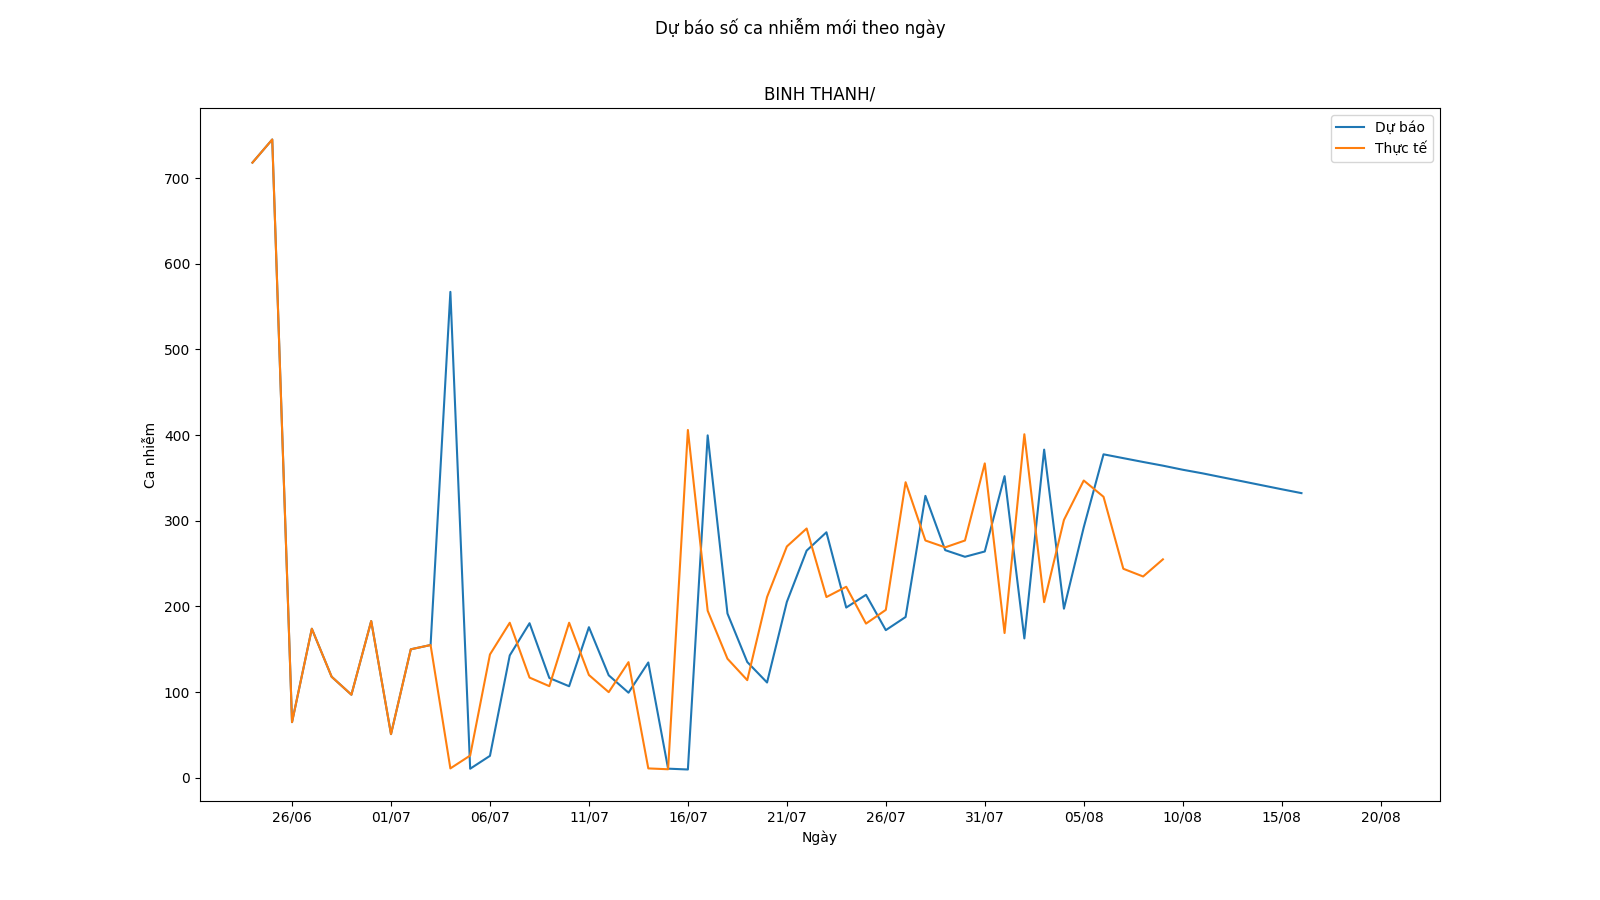 Dự báo số ca nhiễm mới theo ngày
BINH THANH/
Dự báo
Thực tế
700
600
500
400
300
200
100
0
Ca nhiễm
26/06 01/07 06/07 11/07 16/07 21/07 26/07 31/07 05/08 10/08 15/08 20/08
Ngày